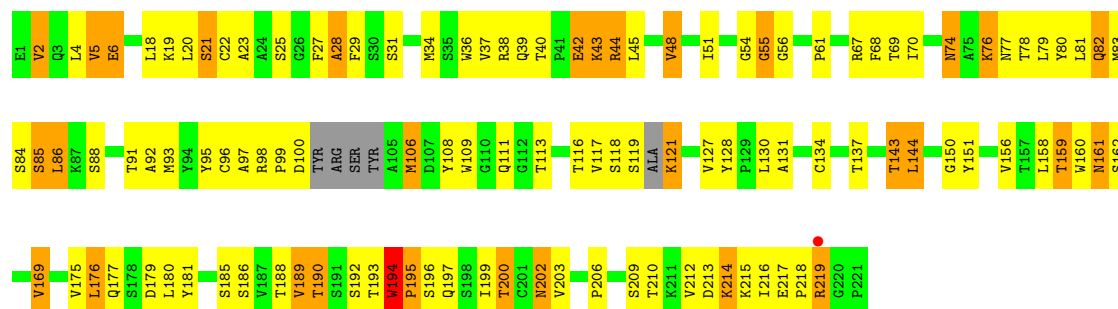 E1 V2 Q3 L4 V5 E6 L18 K19 L20 S21 C22 A23 A24 S25 G26 F27 A28 F29 S30 S31 M34 S35 W36 V37 R38 Q39 T40 P41 E42 K43 R44 L45 V48 I51 G54 G55 G56 P61 R67 F68 T69 I70 N74 A75 K76 N77 T78 L79 Y80 L81 Q82 M83
S84 S85 L86 K87 S88 T91 A92 M93 Y94 Y95 C96 A97 R98 P99 D100 TYR ARG SER TYR A105 M106 D107 Y108 W109 G110 Q111 G112 T113 T116 V117 S118 S119 ALA K121 V127 Y128 P129 L130 A131 C134 T137 T143 L144 G150 Y151 V156 T157 L158 T159 W160 N161 S162
V169 V175 L176 Q177 S178 D179 L180 Y181 S185 S186 V187 T188 V189 T190 S191 S192 T193 W194 P195 S196 Q197 S198 I199 T200 C201 N202 V203 P206 S209 T210 K211 V212 D213 K214 K215 I216 E217 P218 R219 G220 P221